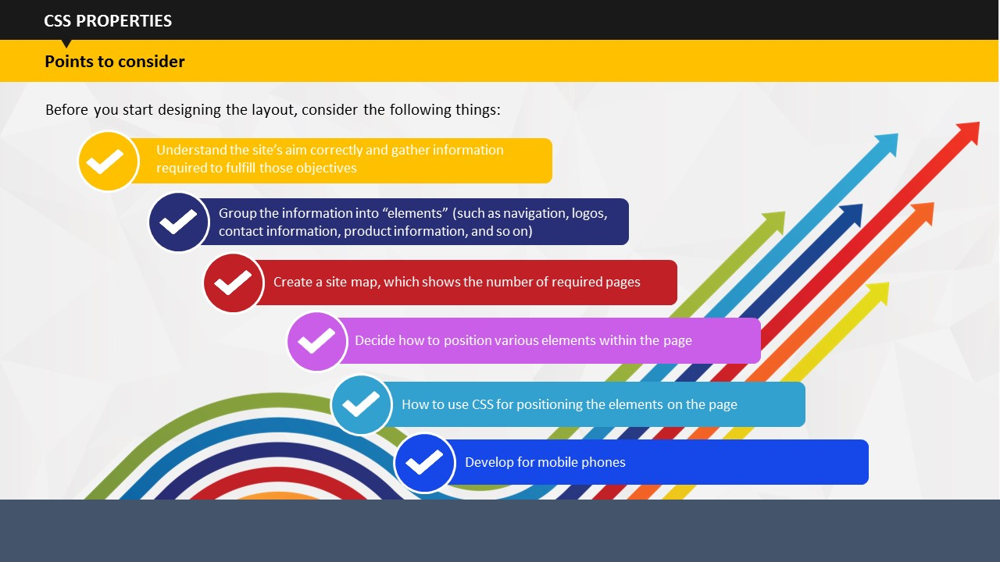 CSS PROPERTIES
Points to consider
Before you start designing the layout, consider the following things:
Understand the site’s aim correctly and gather information
required to fulfill those objectives
Group the information into “elements” (such as navigation, logos,
contact information, product information, and so on)
Create a site map, which shows the number of required pages
Decide how to position various elements within the page
How to use CSS for positioning the elements on the page
Develop for mobile phones